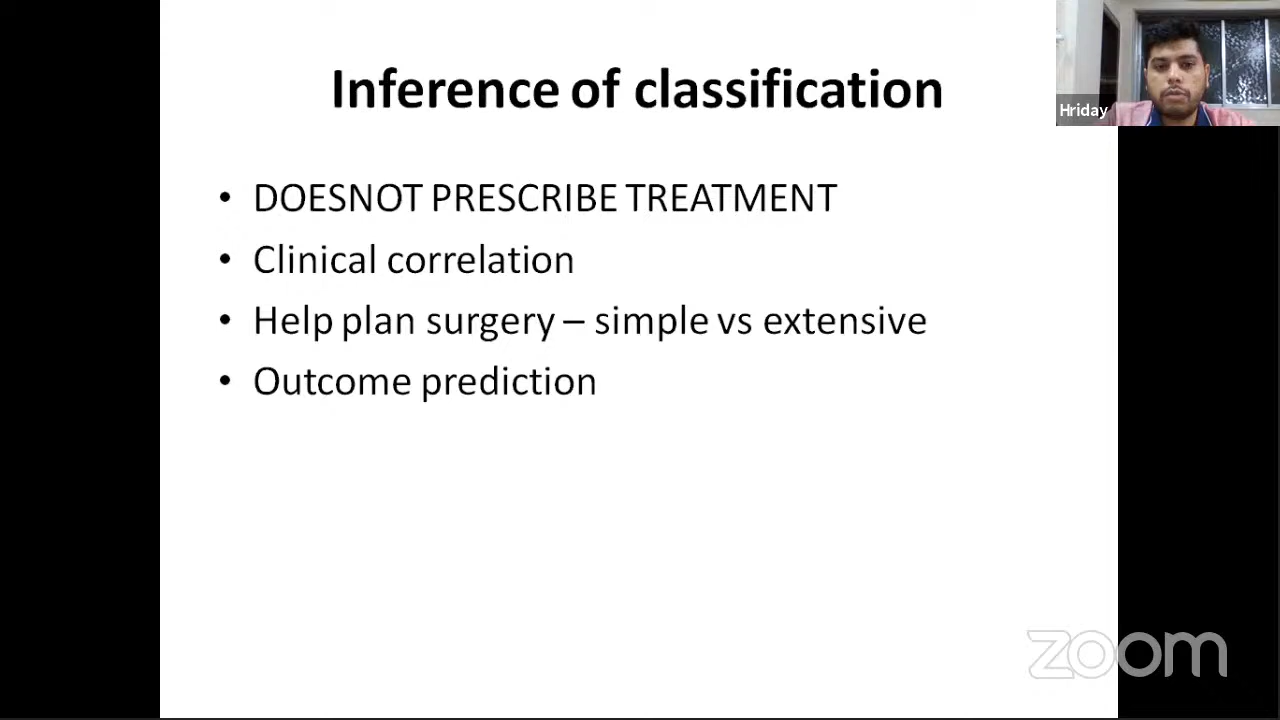 Inference of classification
Hriday
• DOESNOT PRESCRIBE TREATMENT
• Clinical correlation
• Help plan surgery – simple vs extensive
• Outcome prediction
zoom